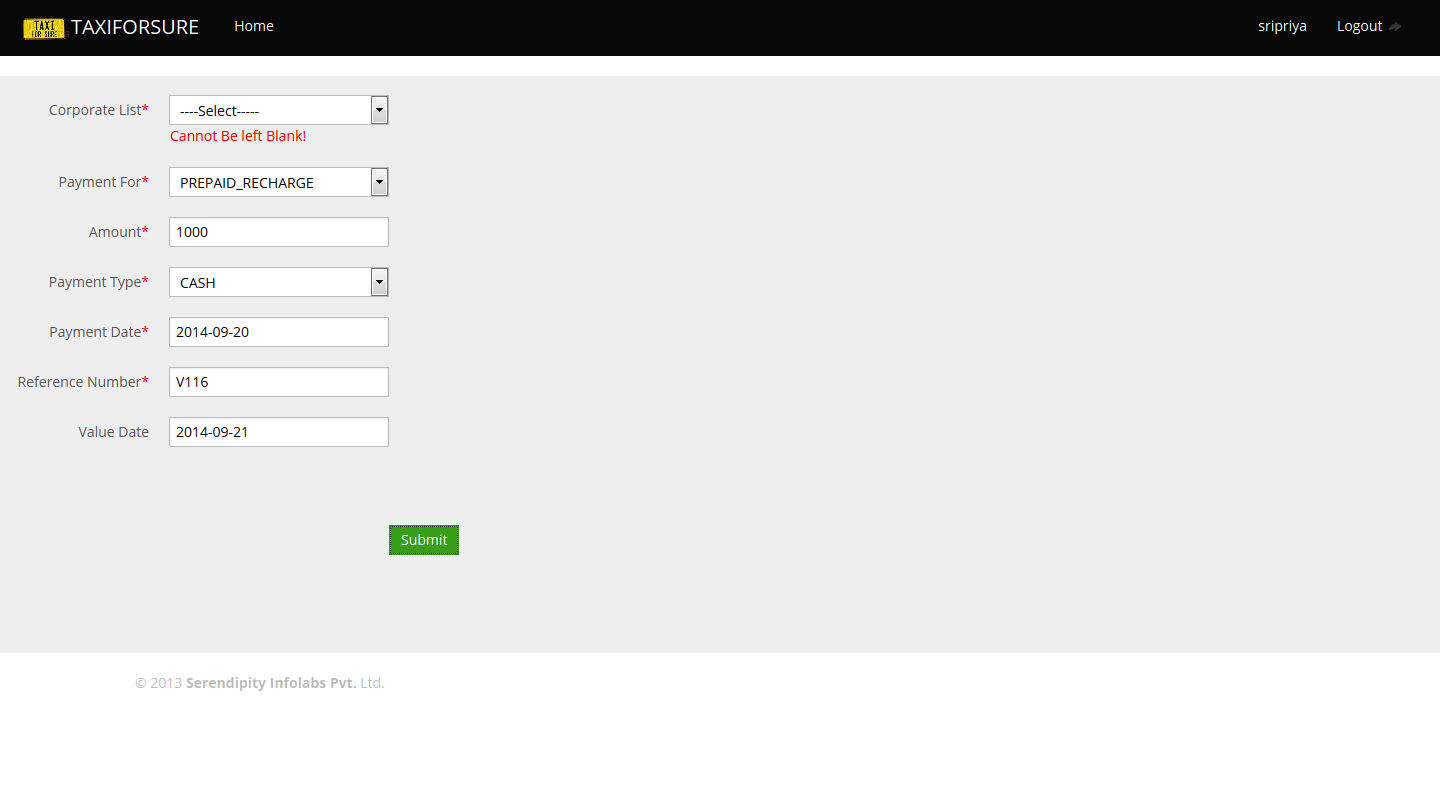 TAXI FOR SURE TAXIFORSURE Home sripriya Logout
Corporate List* ----Select-----
Cannot Be left Blank!
Payment For* PREPAID_RECHARGE
Amount* 1000
Payment Type* CASH
Payment Date* 2014-09-20
Reference Number* V116
Value Date 2014-09-21
Submit
© 2013 Serendipity Infolabs Pvt. Ltd.